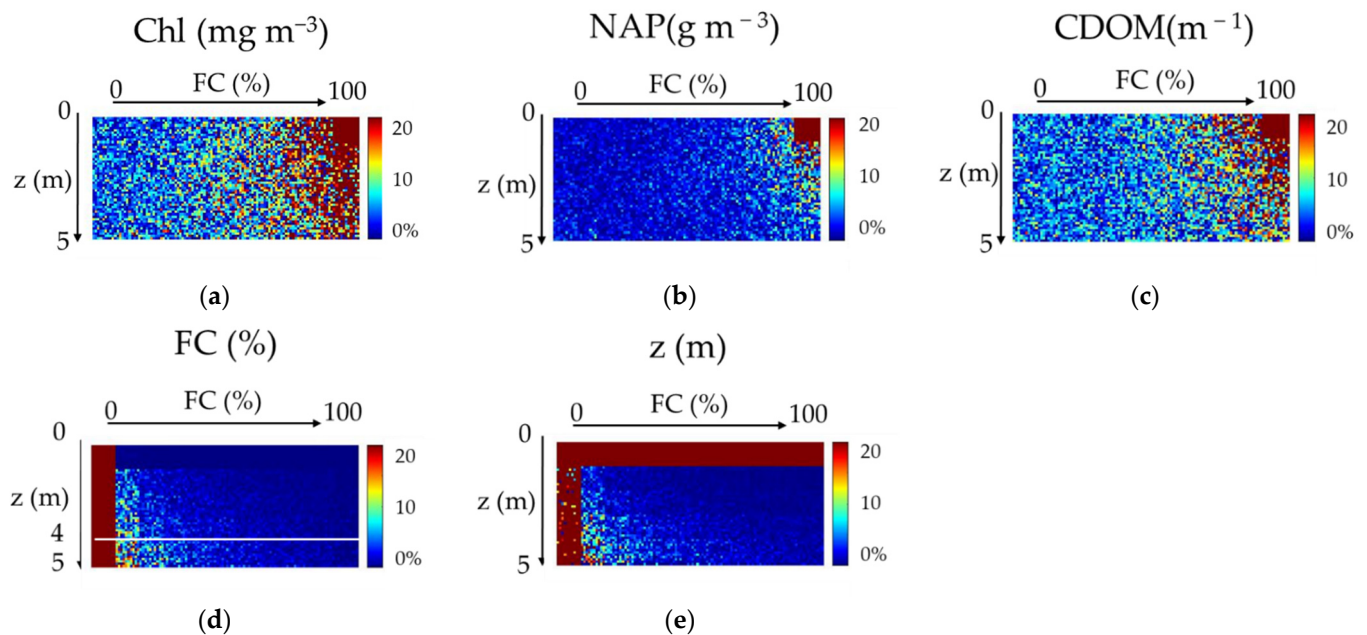 Chl (mg m⁻³)
0 FC (%) 100
0
z (m)
5
20
10
0%
(a)
NAP(g m⁻³)
0 FC (%) 100
0
z (m)
5
20
10
0%
(b)
CDOM(m⁻¹)
0 FC (%) 100
0
z (m)
5
20
10
0%
(c)
FC (%)
0 FC (%) 100
0
z (m)
4
5
20
10
0%
(d)
z (m)
0 FC (%) 100
0
z (m)
5
20
10
0%
(e)